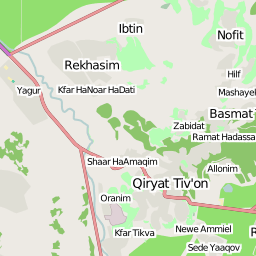 Ibtin
Nofit
Rekhasim
Hilf
Yagur
Kfar HaNoar HaDati
Mashaye
Basmat
Zabidat
Ramat Hadassa
Shaar HaAmaqim
Allonim
Qiryat Tiv'on
Oranim
Kfar Tikva
Newe Ammiel
Sede Yaaqov